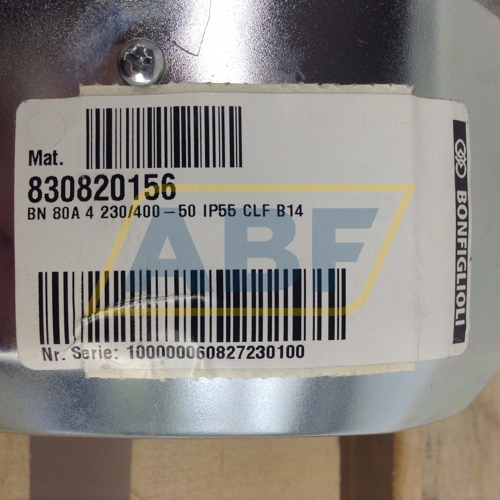 Mat.
830820156
BN 80A 4 230/400-50 IP55 CLF B14
ABF
Nr. Serie: 100000060827230100
BONFIGLIOLI